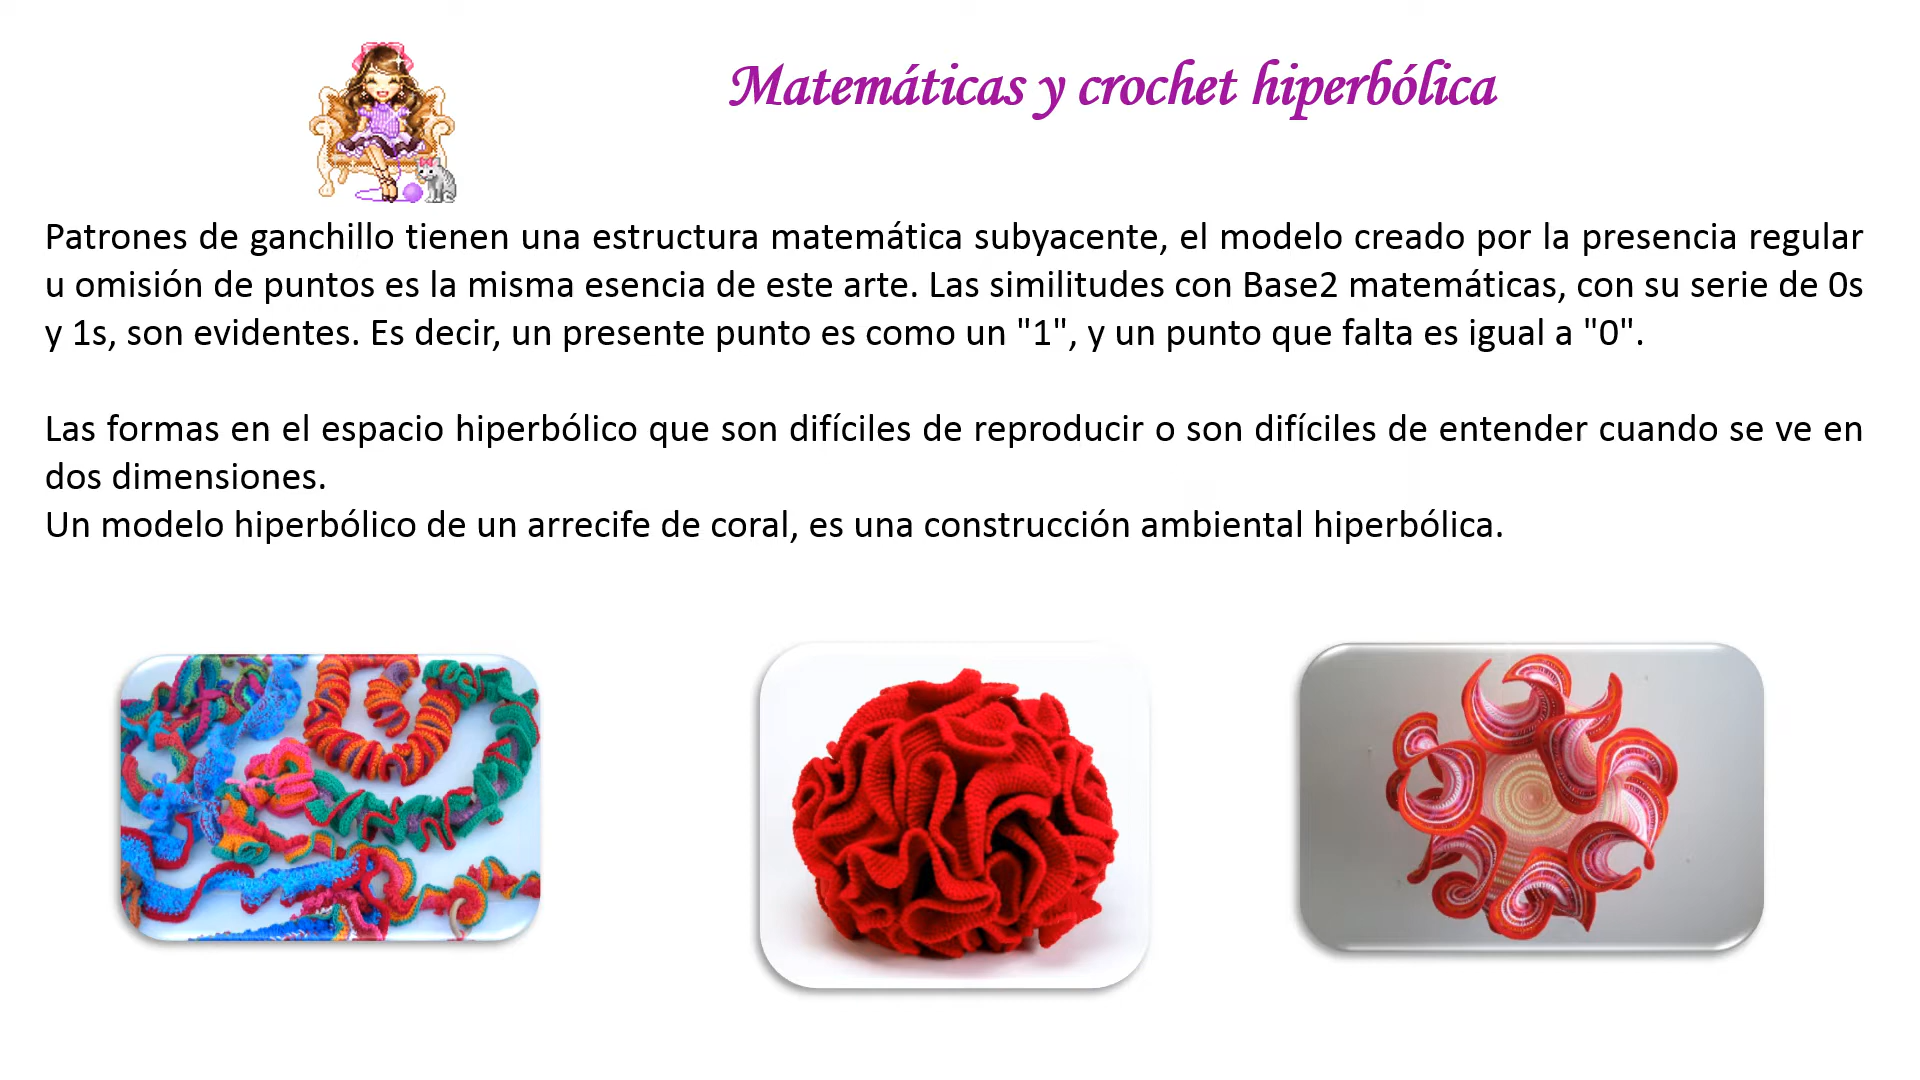 Matemáticas y crochet hiperbólica
Patrones de ganchillo tienen una estructura matemática subyacente, el modelo creado por la presencia regular
u omisión de puntos es la misma esencia de este arte. Las similitudes con Base2 matemáticas, con su serie de 0s
y 1s, son evidentes. Es decir, un presente punto es como un "1", y un punto que falta es igual a "0".
Las formas en el espacio hiperbólico que son difíciles de reproducir o son difíciles de entender cuando se ve en
dos dimensiones.
Un modelo hiperbólico de un arrecife de coral, es una construcción ambiental hiperbólica.